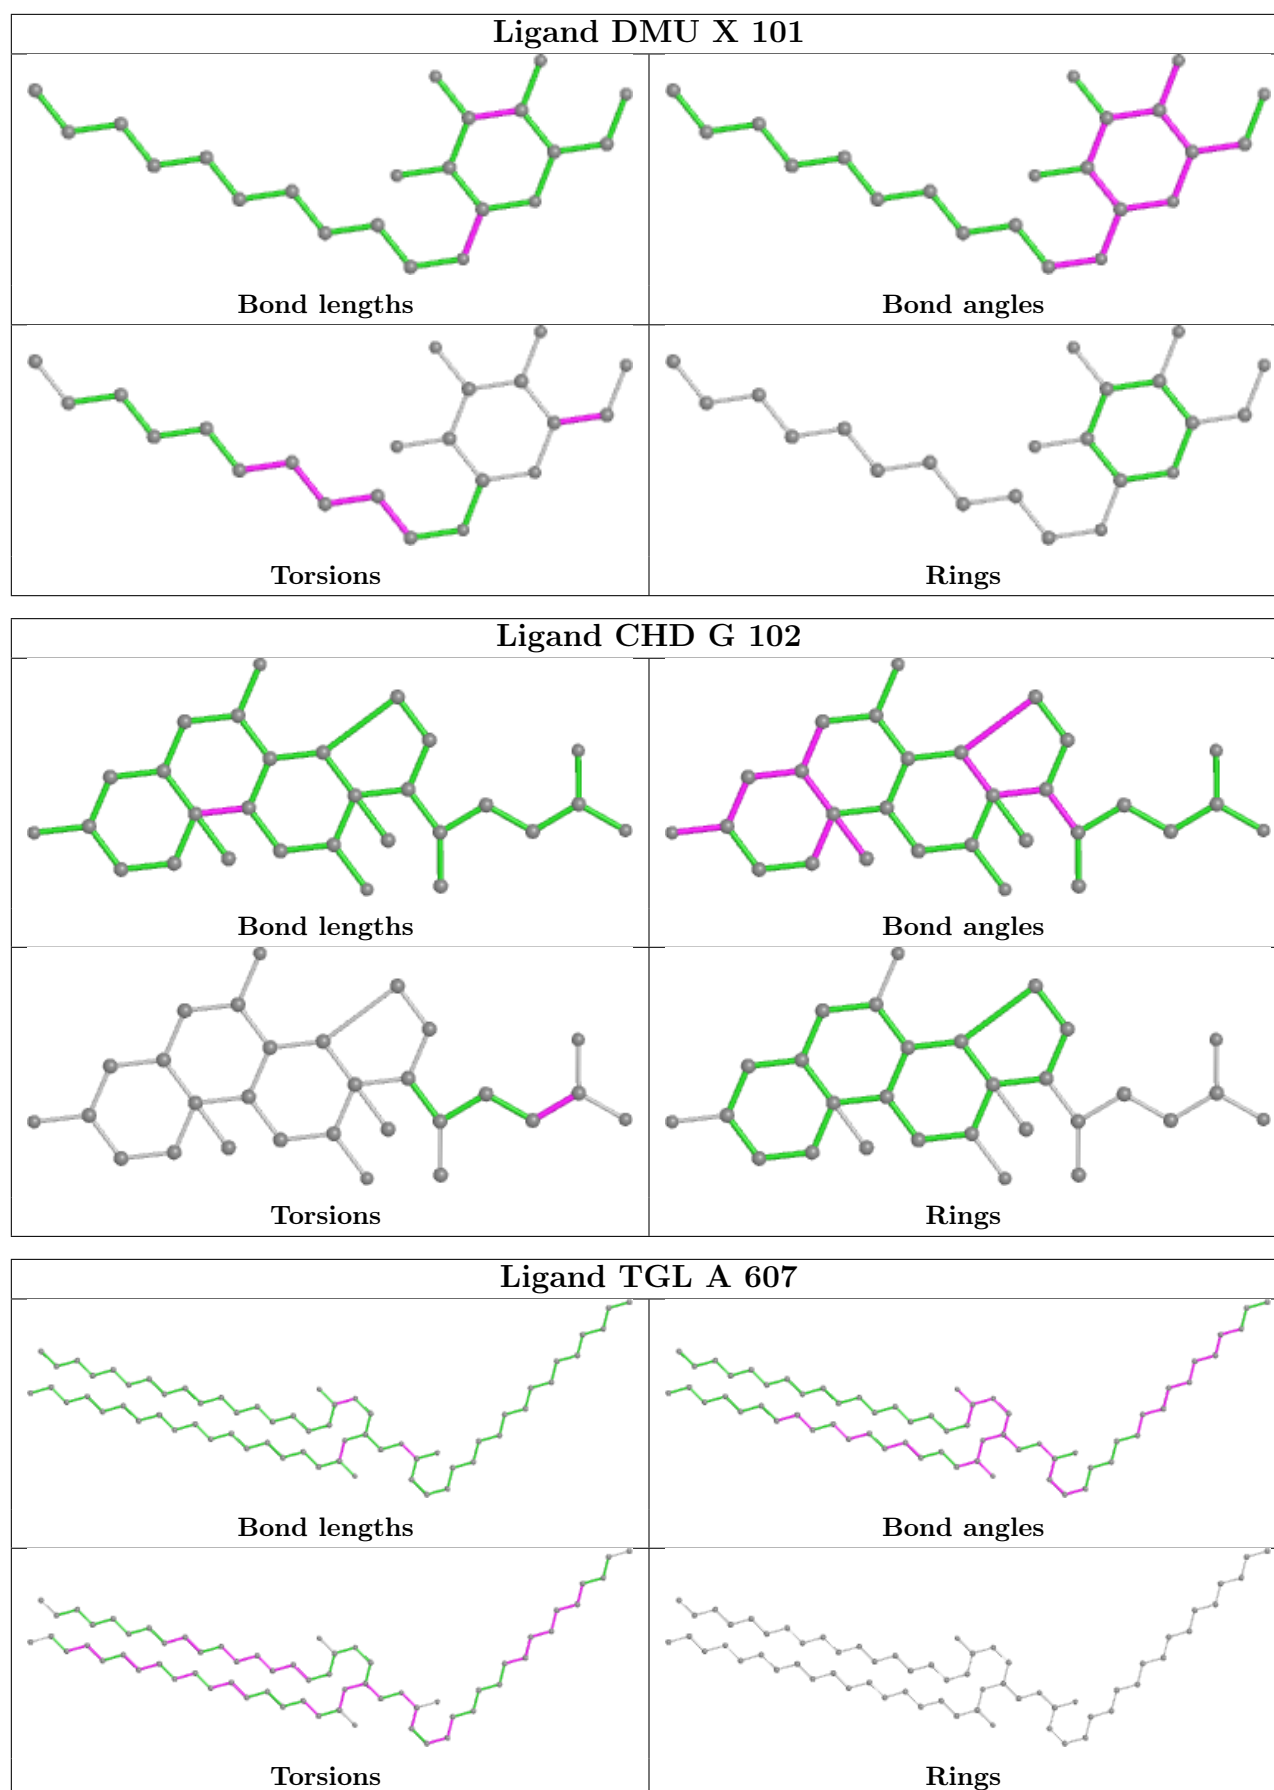 Ligand DMU X 101
Bond lengths
Bond angles
Torsions
Rings
Ligand CHD G 102
Bond lengths
Bond angles
Torsions
Rings
Ligand TGL A 607
Bond lengths
Bond angles
Torsions
Rings